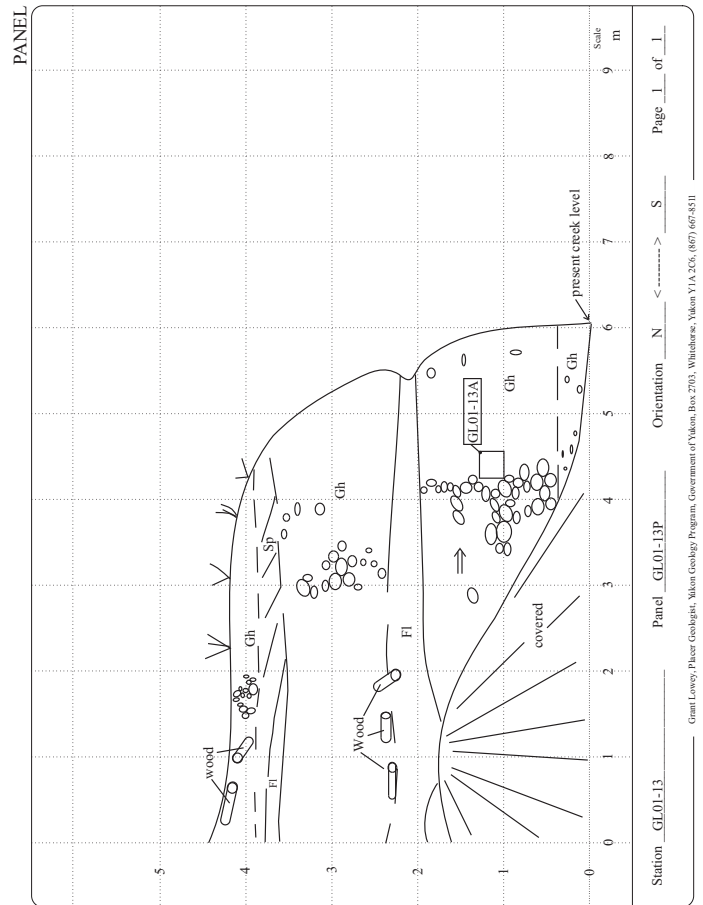 PANEL
5
4
3
2
1
0
wood
Gh
Sp
Fl
Gh
Wood
Fl
GL01-13A
Gh
Gh
covered
present creek level
0 1 2 3 4 5 6 7 8 9
Scale
m
Station GL01-13 Panel GL01-13P Orientation N < -------- > S Page 1 of 1
Grant Lowey, Placer Geologist, Yukon Geology Program, Government of Yukon, Box 2703, Whitehorse, Yukon Y1A 2C6, (867) 667-8511